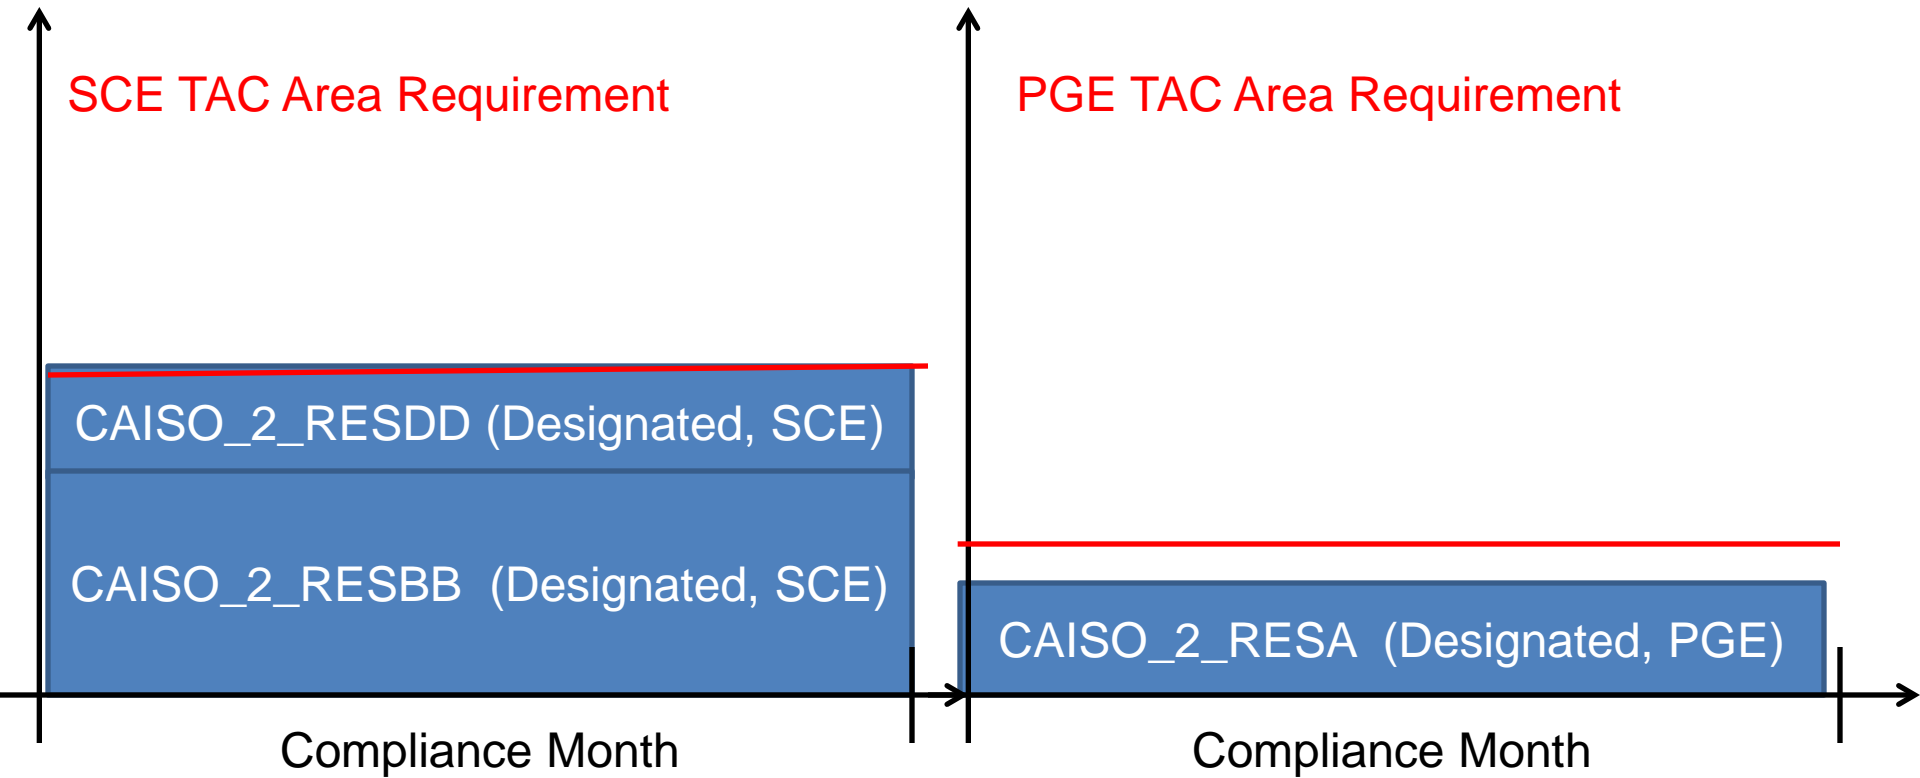 SCE TAC Area Requirement
CAISO_2_RESDD (Designated, SCE)
CAISO_2_RESBB (Designated, SCE)
Compliance Month
PGE TAC Area Requirement
CAISO_2_RESA (Designated, PGE)
Compliance Month